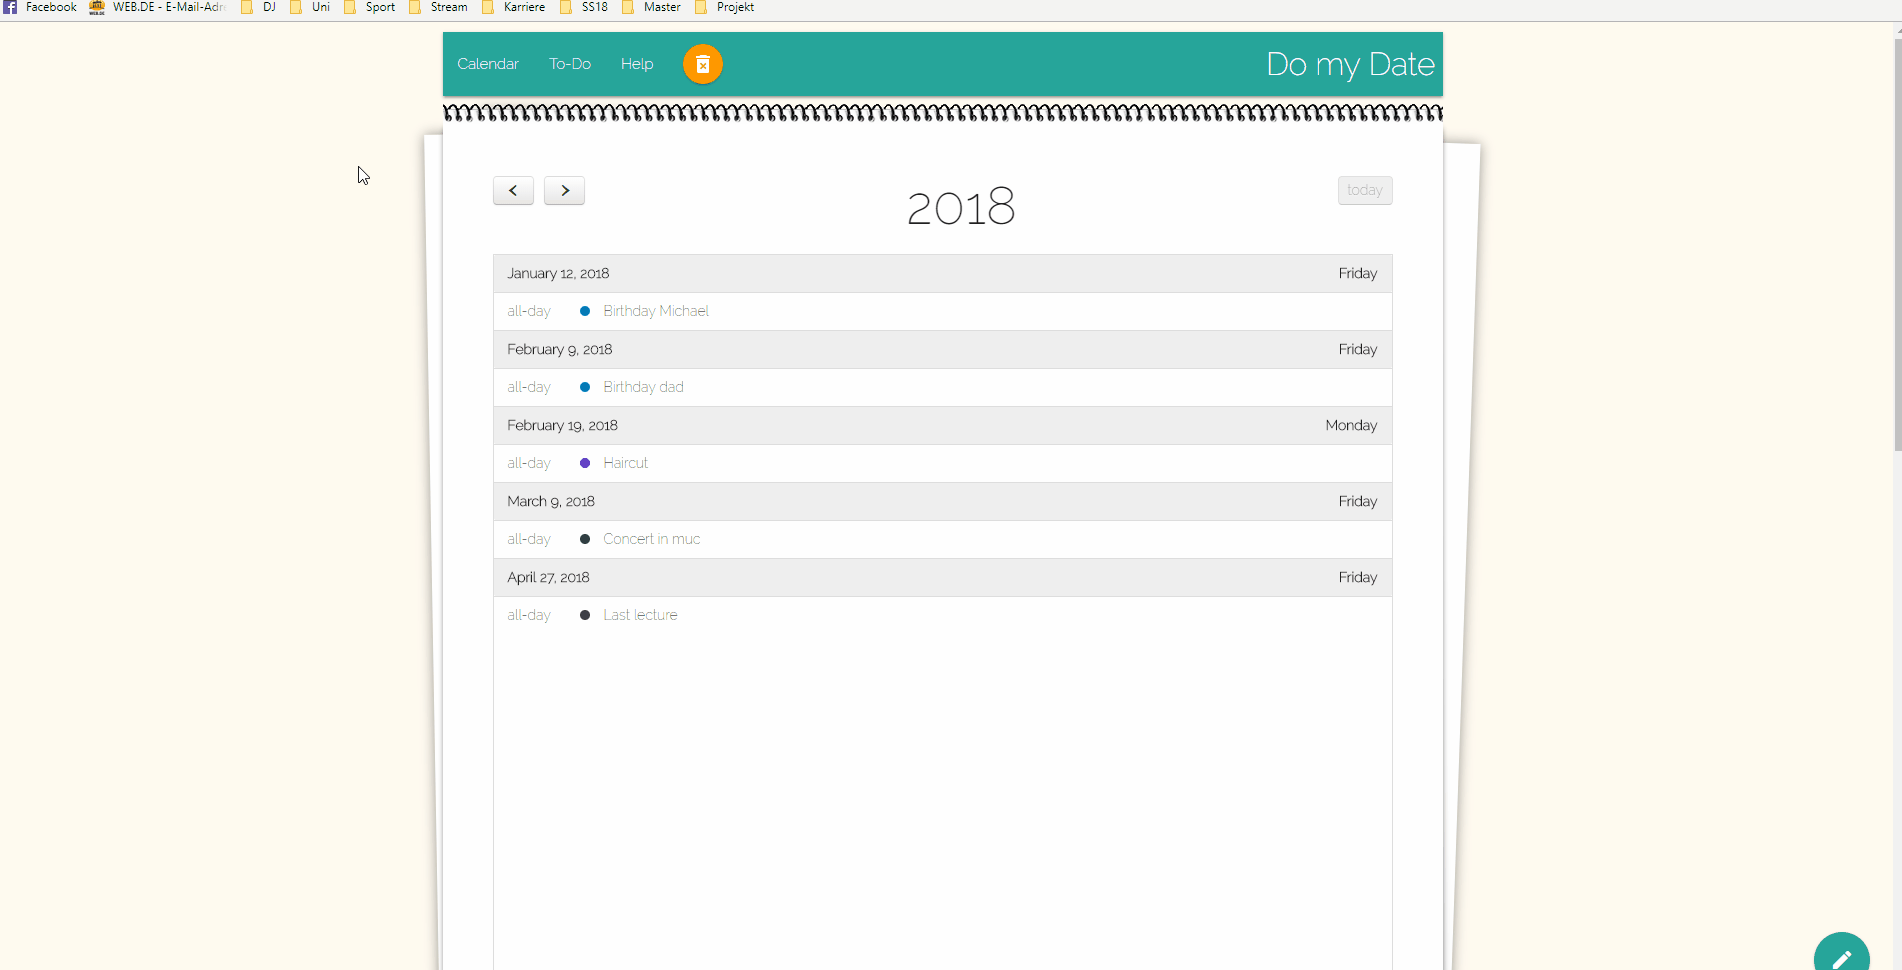 Facebook WEB.DE - E-Mail-Adr DJ Uni Sport Stream Karriere SS18 Master Projekt
Calendar To-Do Help Do my Date
2018 today
January 12, 2018 Friday
all-day Birthday Michael
February 9, 2018 Friday
all-day Birthday dad
February 19, 2018 Monday
all-day Haircut
March 9, 2018 Friday
all-day Concert in muc
April 27, 2018 Friday
all-day Last lecture